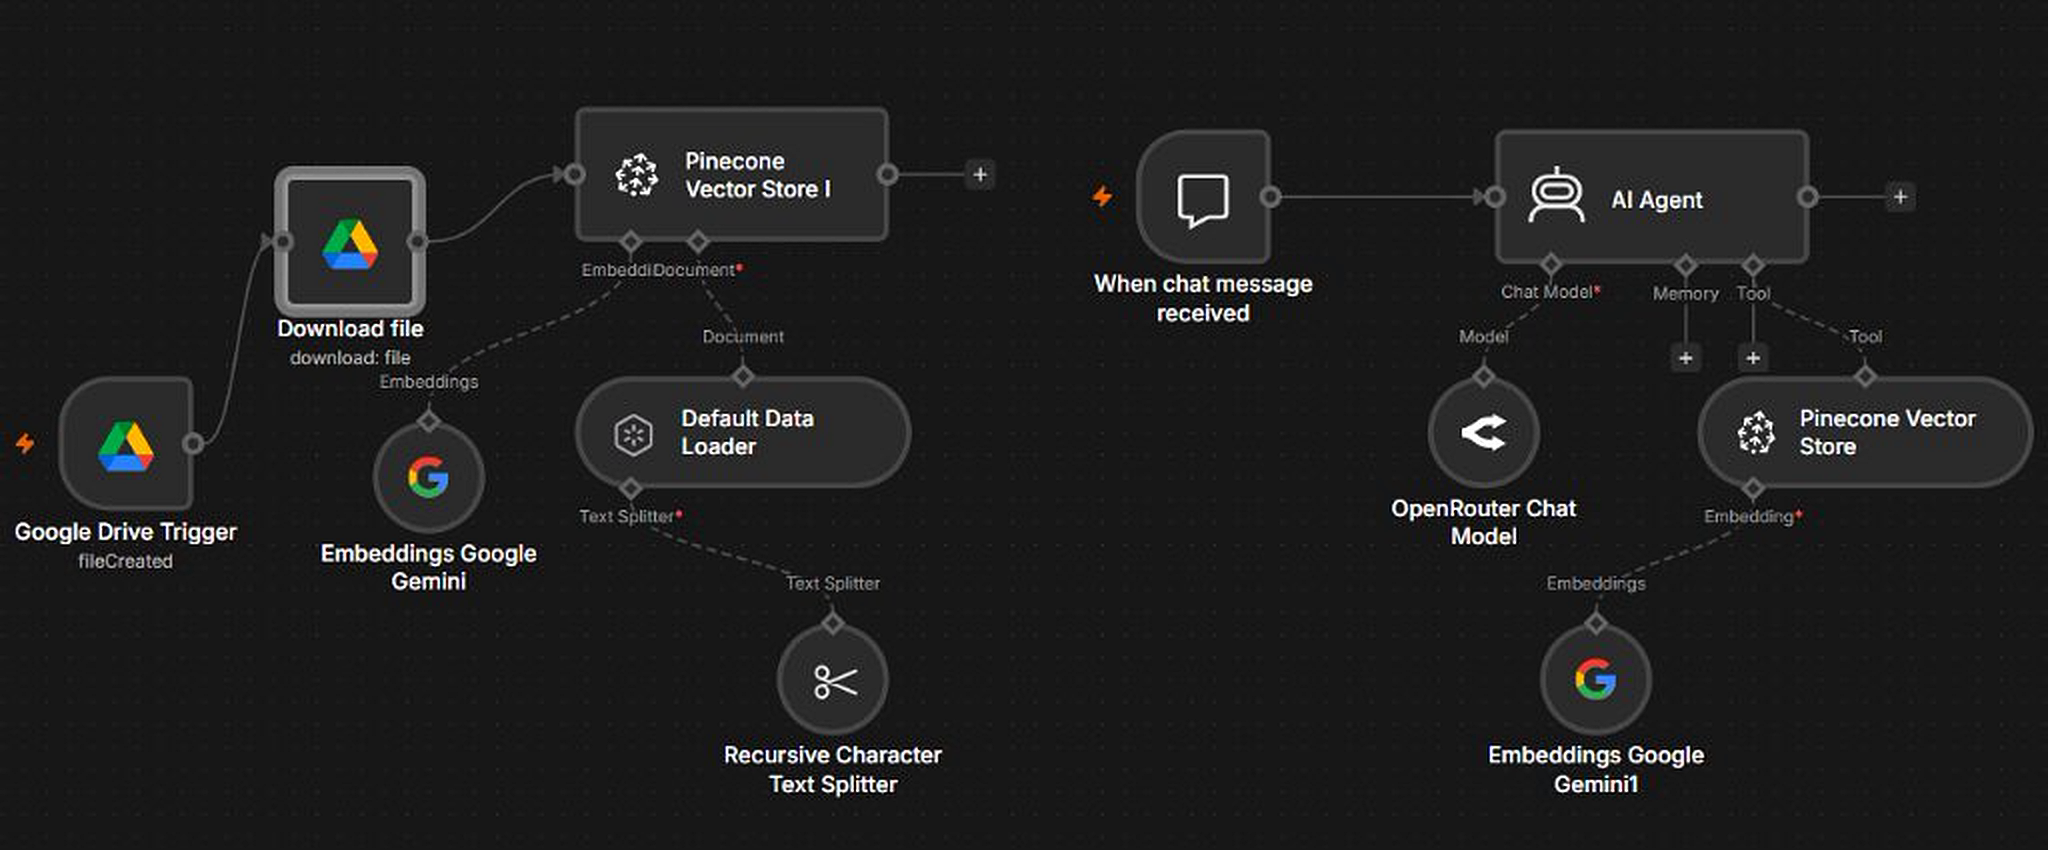 Pinecone
Vector Store I
Embeddi
Document*
Download file
download: file
Embeddings
Document
Default Data
Loader
Google Drive Trigger
fileCreated
Embeddings Google
Gemini
Text Splitter*
Text Splitter
Recursive Character
Text Splitter
When chat message
received
AI Agent
Chat Model*
Memory
Tool
Model
Tool
OpenRouter Chat
Model
Pinecone Vector
Store
Embedding*
Embeddings
Embeddings Google
Gemini1